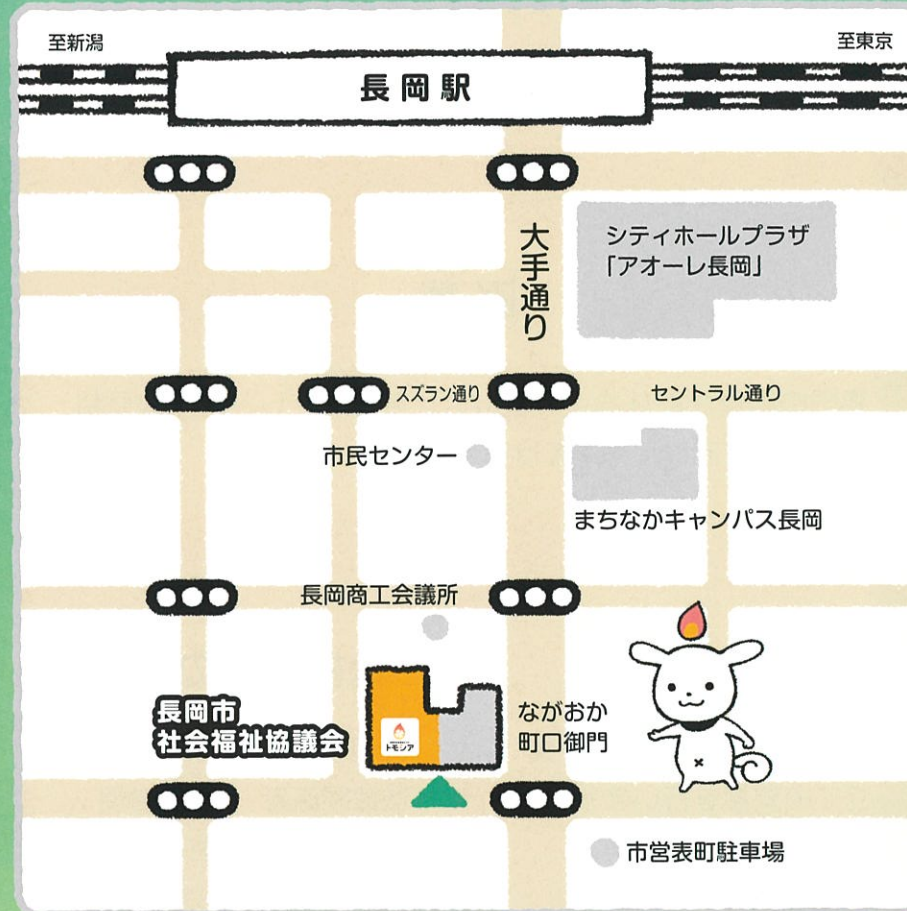 至新潟
至東京
長岡駅
大手通り
シティホールプラザ
「アオーレ長岡」
スズラン通り
セントラル通り
市民センター
まちなかキャンパス長岡
長岡商工会議所
長岡市
社会福祉協議会
トモシア
ながおか
町口御門
市営表町駐車場